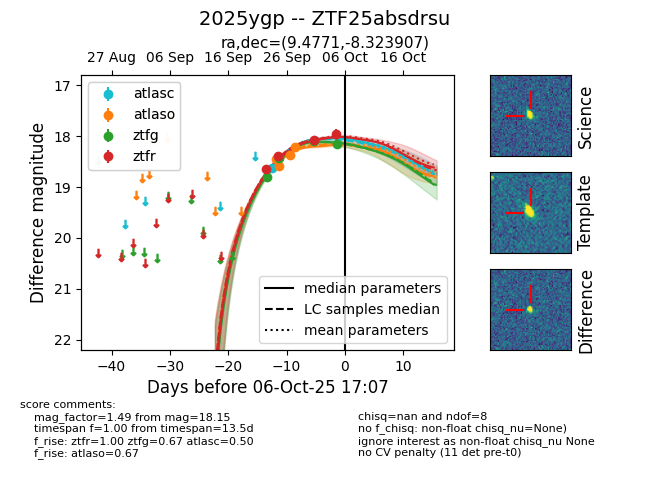 2025ygp -- ZTF25absdrsu
ra,dec=(9.4771,-8.323907)
27 Aug 06 Sep 16 Sep 26 Sep 06 Oct 16 Oct
17
18
19
20
21
22
Difference magnitude
atlasc
atlaso
ztfg
ztfr
median parameters
LC samples median
mean parameters
−40 −30 −20 −10 0 10
Days before 06-Oct-25 17:07
Science
Template
Difference
score comments:
mag_factor=1.49 from mag=18.15
timespan f=1.00 from timespan=13.5d
f_rise: ztfr=1.00 ztfg=0.67 atlasc=0.50
f_rise: atlaso=0.67
chisq=nan and ndof=8
no f_chisq: non-float chisq_nu=None)
ignore interest as non-float chisq_nu None
no CV penalty (11 det pre-t0)